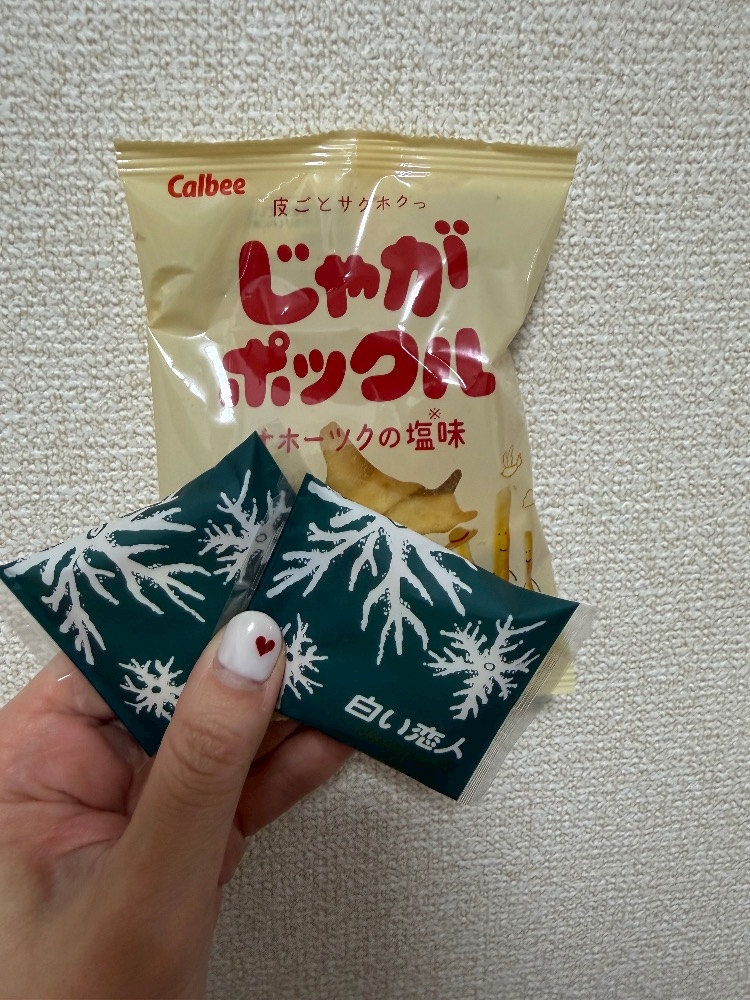 Calbee
皮ごとサクホクっ
じゃが
ポックル
オホーツクの塩味
※
白い恋人